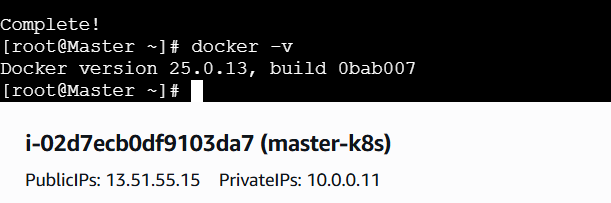 Complete!
[root@Master ~]# docker -v
Docker version 25.0.13, build 0bab007
[root@Master ~]#
i-02d7ecb0df9103da7 (master-k8s)
PublicIPs: 13.51.55.15 PrivateIPs: 10.0.0.11